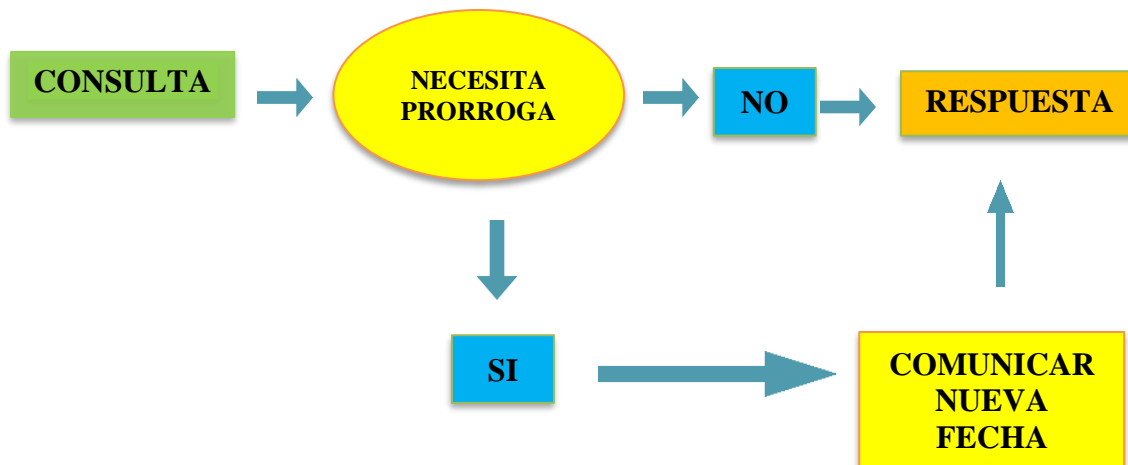 CONSULTA
NECESITA
PRORROGA
NO
RESPUESTA
SI
COMUNICAR
NUEVA
FECHA